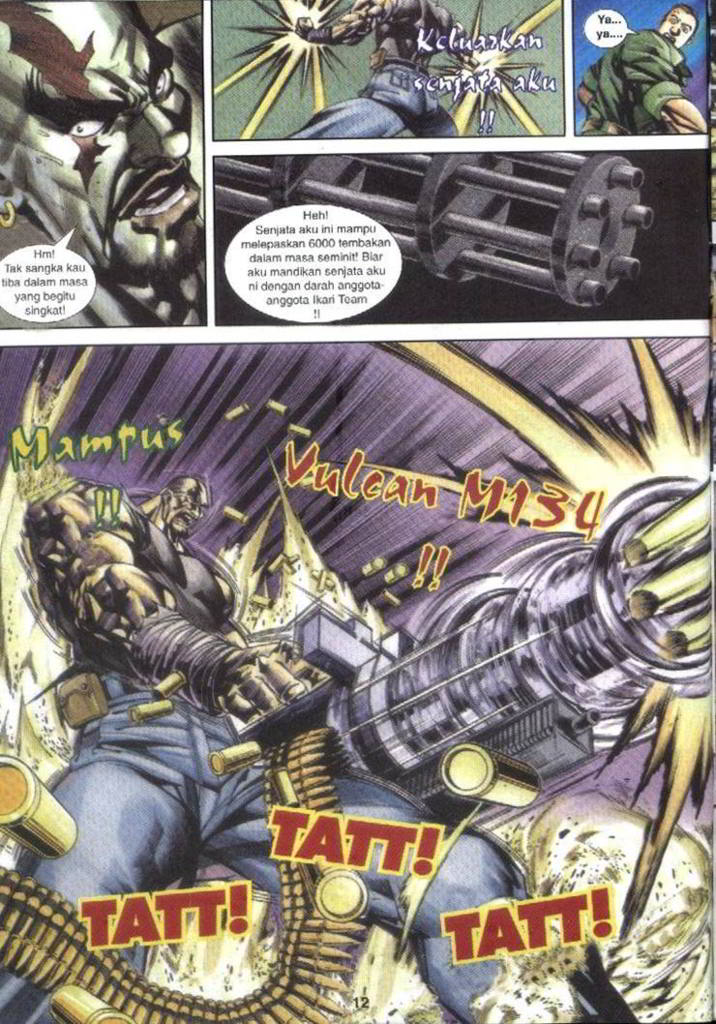 Hm!
Tak sangka kau
tiba dalam masa
yang begitu
singkat!
Keluarkan
senjata aku
!!
Ya...
ya....
Heh!
Senjata aku ini mampu
melepaskan 6000 tembakan
dalam masa seminit! Biar
aku mandikan senjata aku
ni dengan darah anggota-
anggota Ikari Team
!!
Mampus
!!
Vulcan M134
!!
TATT!
TATT!
TATT!
12